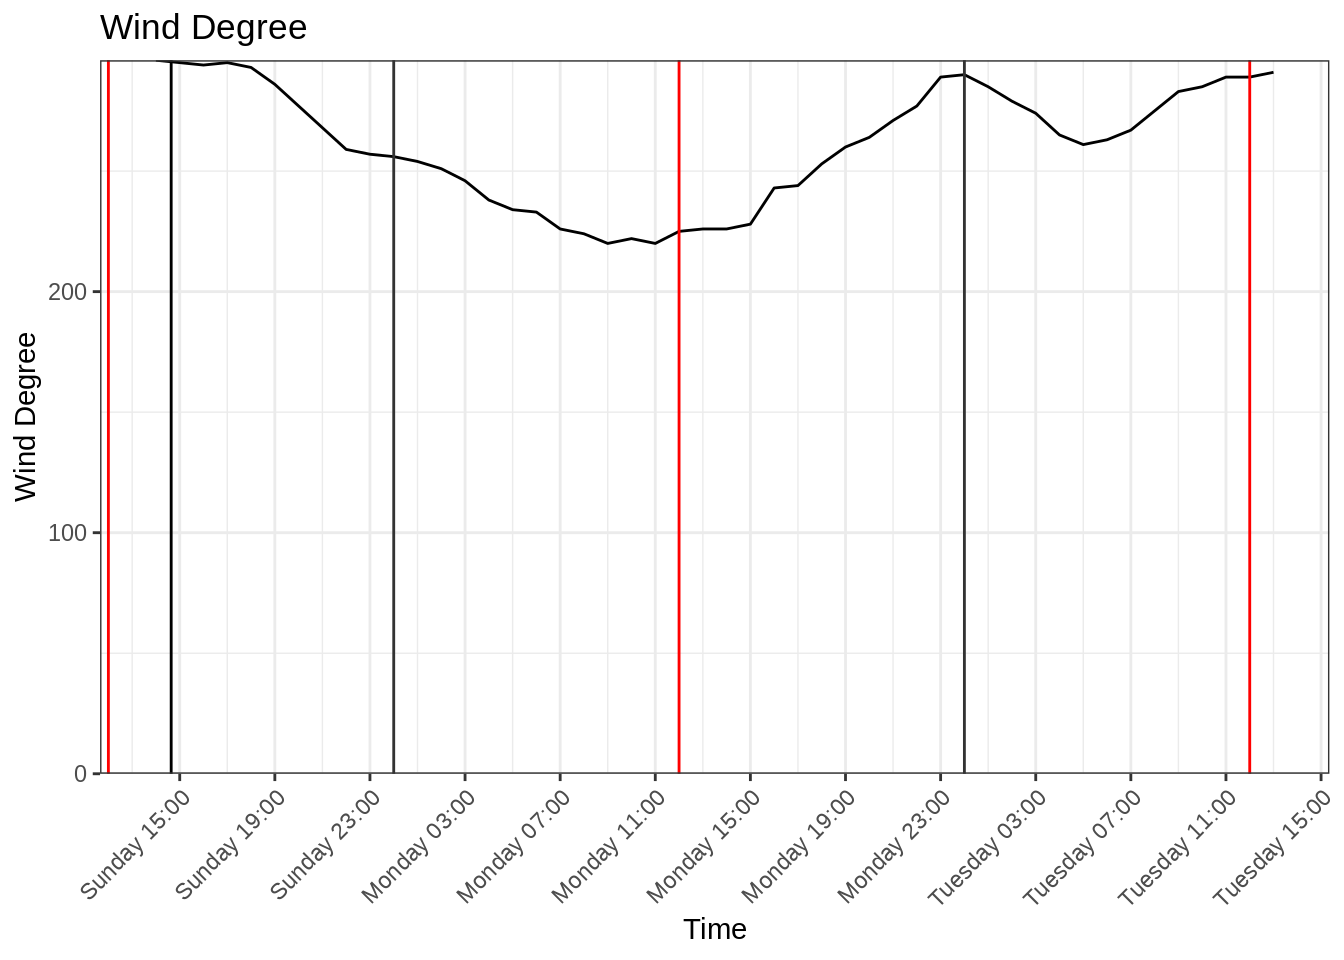 Wind Degree
Wind Degree
200
100
0
Sunday 15:00
Sunday 19:00
Sunday 23:00
Monday 03:00
Monday 07:00
Monday 11:00
Monday 15:00
Monday 19:00
Monday 23:00
Tuesday 03:00
Tuesday 07:00
Tuesday 11:00
Tuesday 15:00
Time